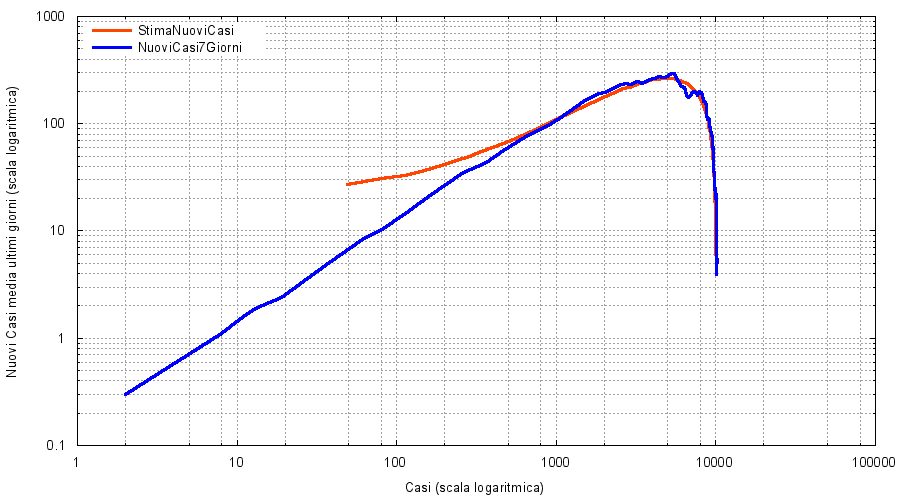 1000
StimaNuoviCasi
NuoviCasi7Giorni
100
10
1
0.1
Nuovi Casi media ultimi giorni (scala logaritmica)
1 10 100 1000 10000 100000
Casi (scala logaritmica)